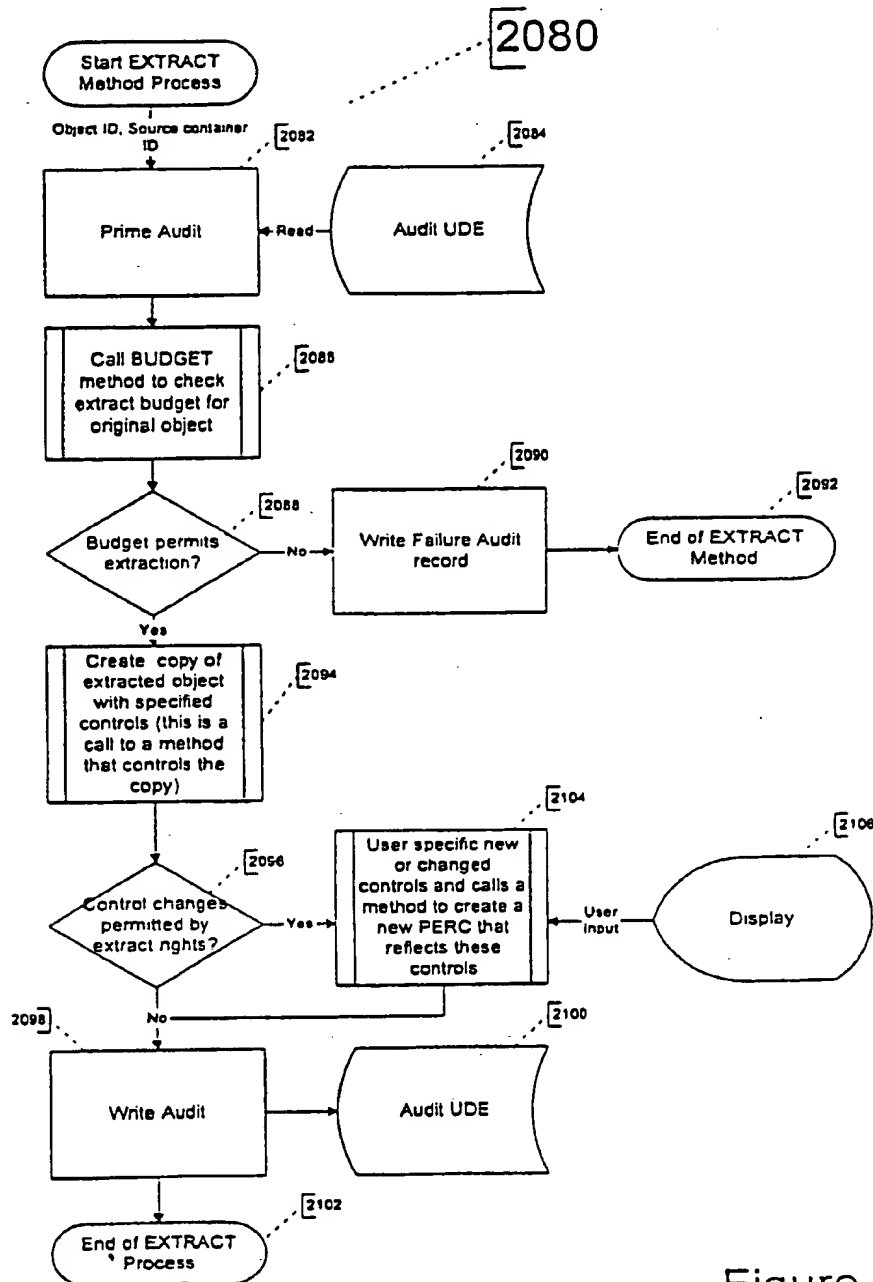 2080
Start EXTRACT
Method Process
Object ID, Source container
ID
2082
2084
Prime Audit
Read
Audit UDE
Call BUDGET
method to check
extract budget for
original object
2086
2088
Budget permits
extraction?
No
2090
Write Failure Audit
record
2092
End of EXTRACT
Method
Yes
Create copy of
extracted object
with specified
controls (this is a
call to a method
that controls the
copy)
2094
2096
Control changes
permitted by
extract rights?
Yes
2104
User specific new
or changed
controls and calls a
method to create a
new PERC that
reflects these
controls
User
Input
2106
Display
No
2098
2100
Write Audit
Audit UDE
2102
End of EXTRACT
Process